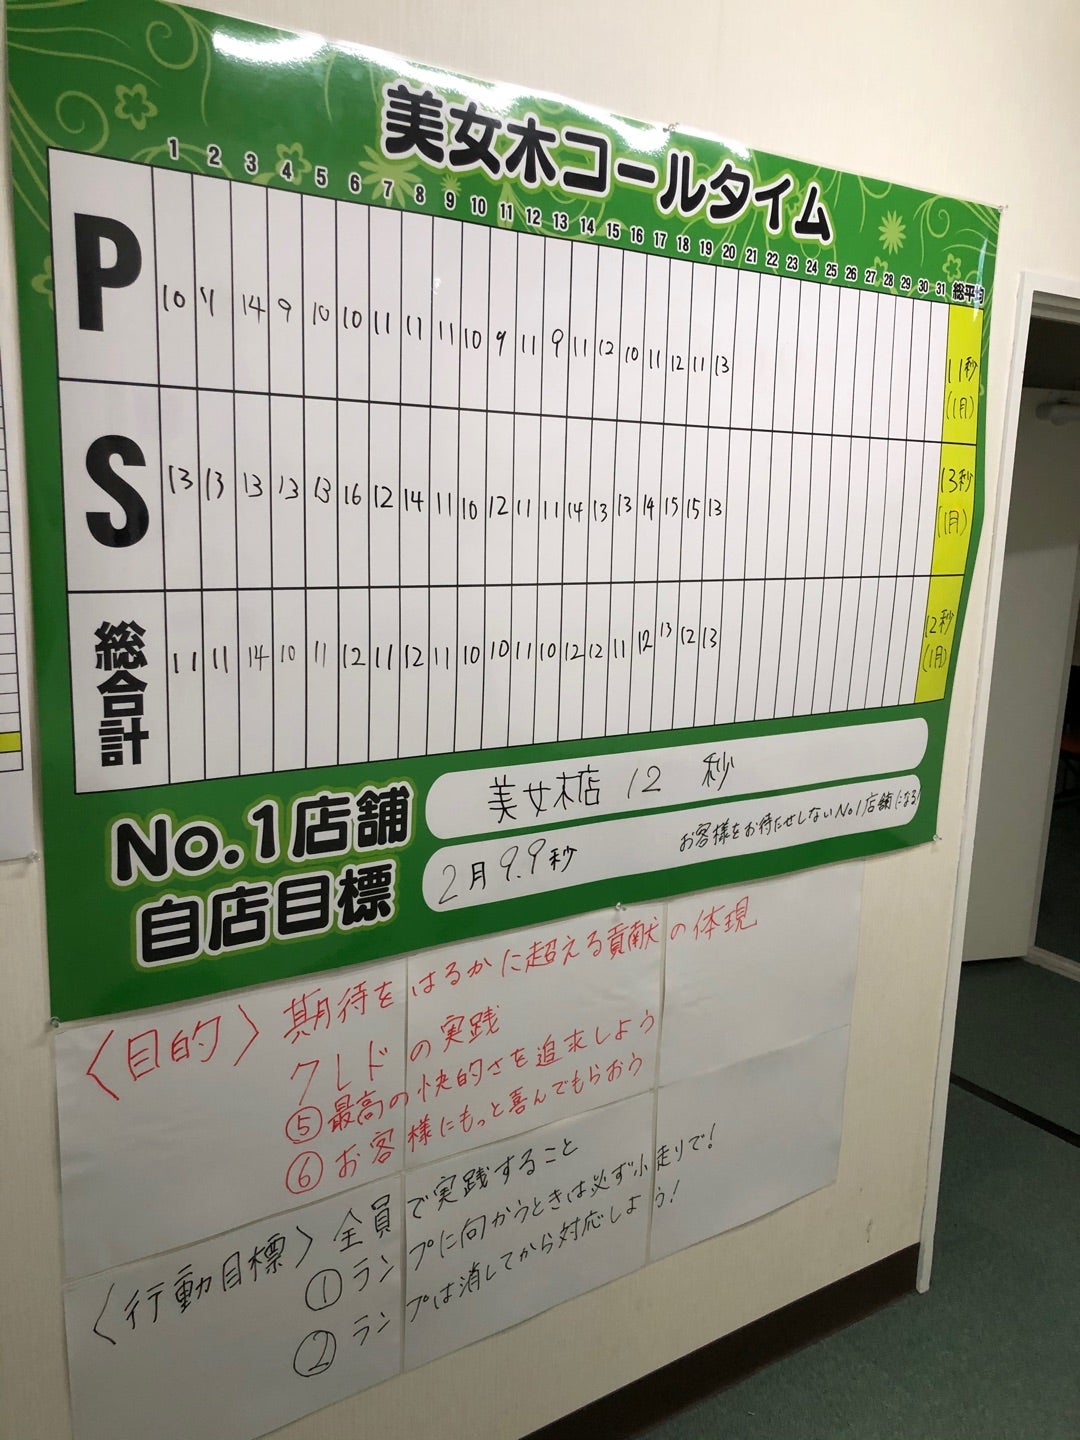 美女木コールタイム
1 2 3 4 5 6 7 8 9 10 11 12 13 14 15 16 17 18 19 20 21 22 23 24 25 26 27 28 29 30 31 総平均
P 10 11 14 9 10 10 11 11 11 10 9 11 9 11 12 10 11 12 11 13 11秒
(1月)
S 13 13 13 13 13 16 12 14 11 10 12 11 11 14 13 13 14 15 15 13 13秒
(1月)
総合計 11 11 14 10 11 12 11 12 11 10 10 11 10 12 12 11 12 13 12 13 12秒
(1月)
No.1店舗 美女木店 12 秒
自店目標 2月 9.9秒 お客様をお待たせしないNo1店舗になる!
〈目的〉期待をはるかに超える貢献の体現
クレドの実践
⑤最高の快的さを追求しよう
⑥お客様にもっと喜んでもらおう
〈行動目標〉全員で実践すること
①ランプに向かうときは必ず小走りで!
②ランプは消してから対応しよう!